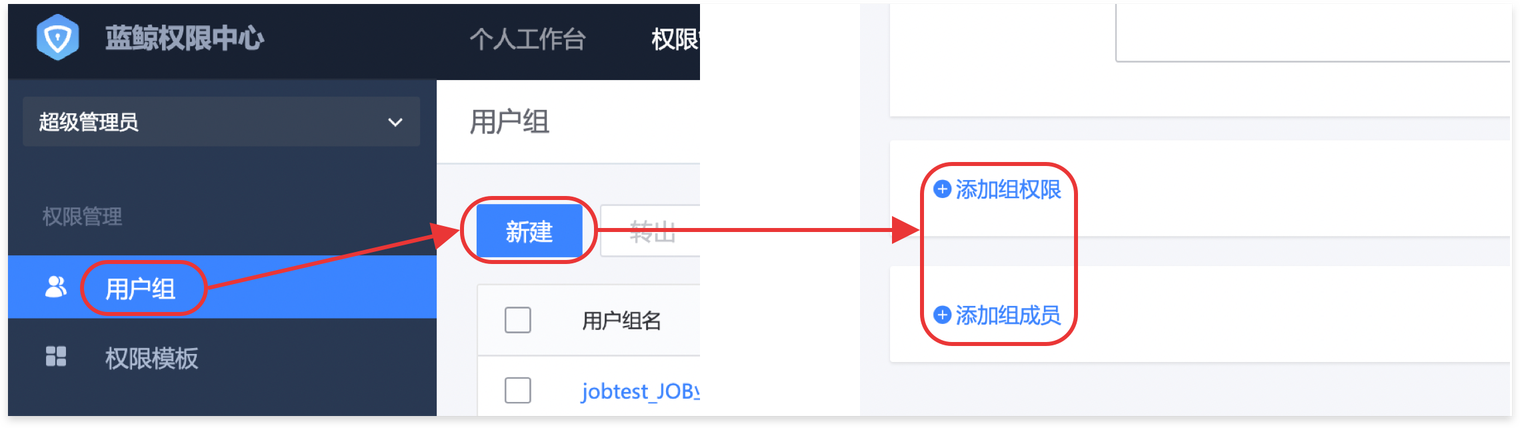 蓝鲸权限中心
个人工作台
权限
超级管理员
权限管理
用户组
权限模板
用户组
新建
转出
用户组名
jobtest_JOB
添加组权限
添加组成员